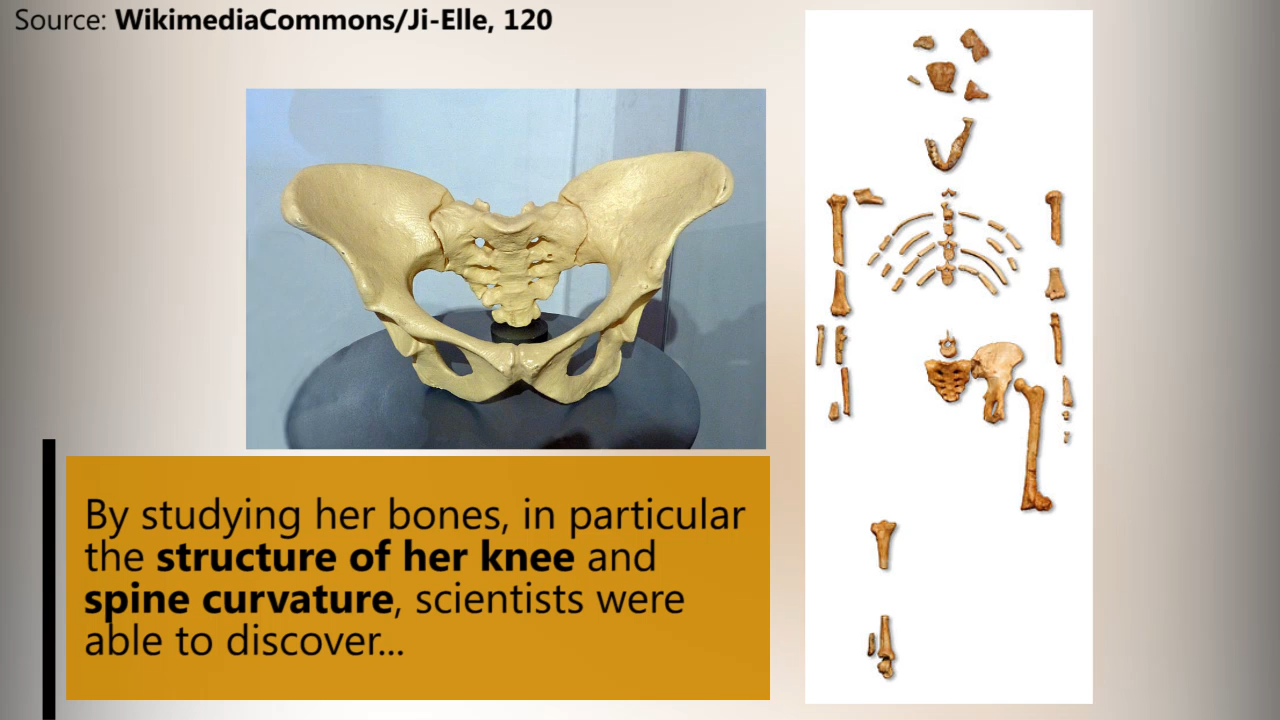 Source: WikimediaCommons/Ji-Elle, 120
By studying her bones, in particular
the structure of her knee and
spine curvature, scientists were
able to discover...